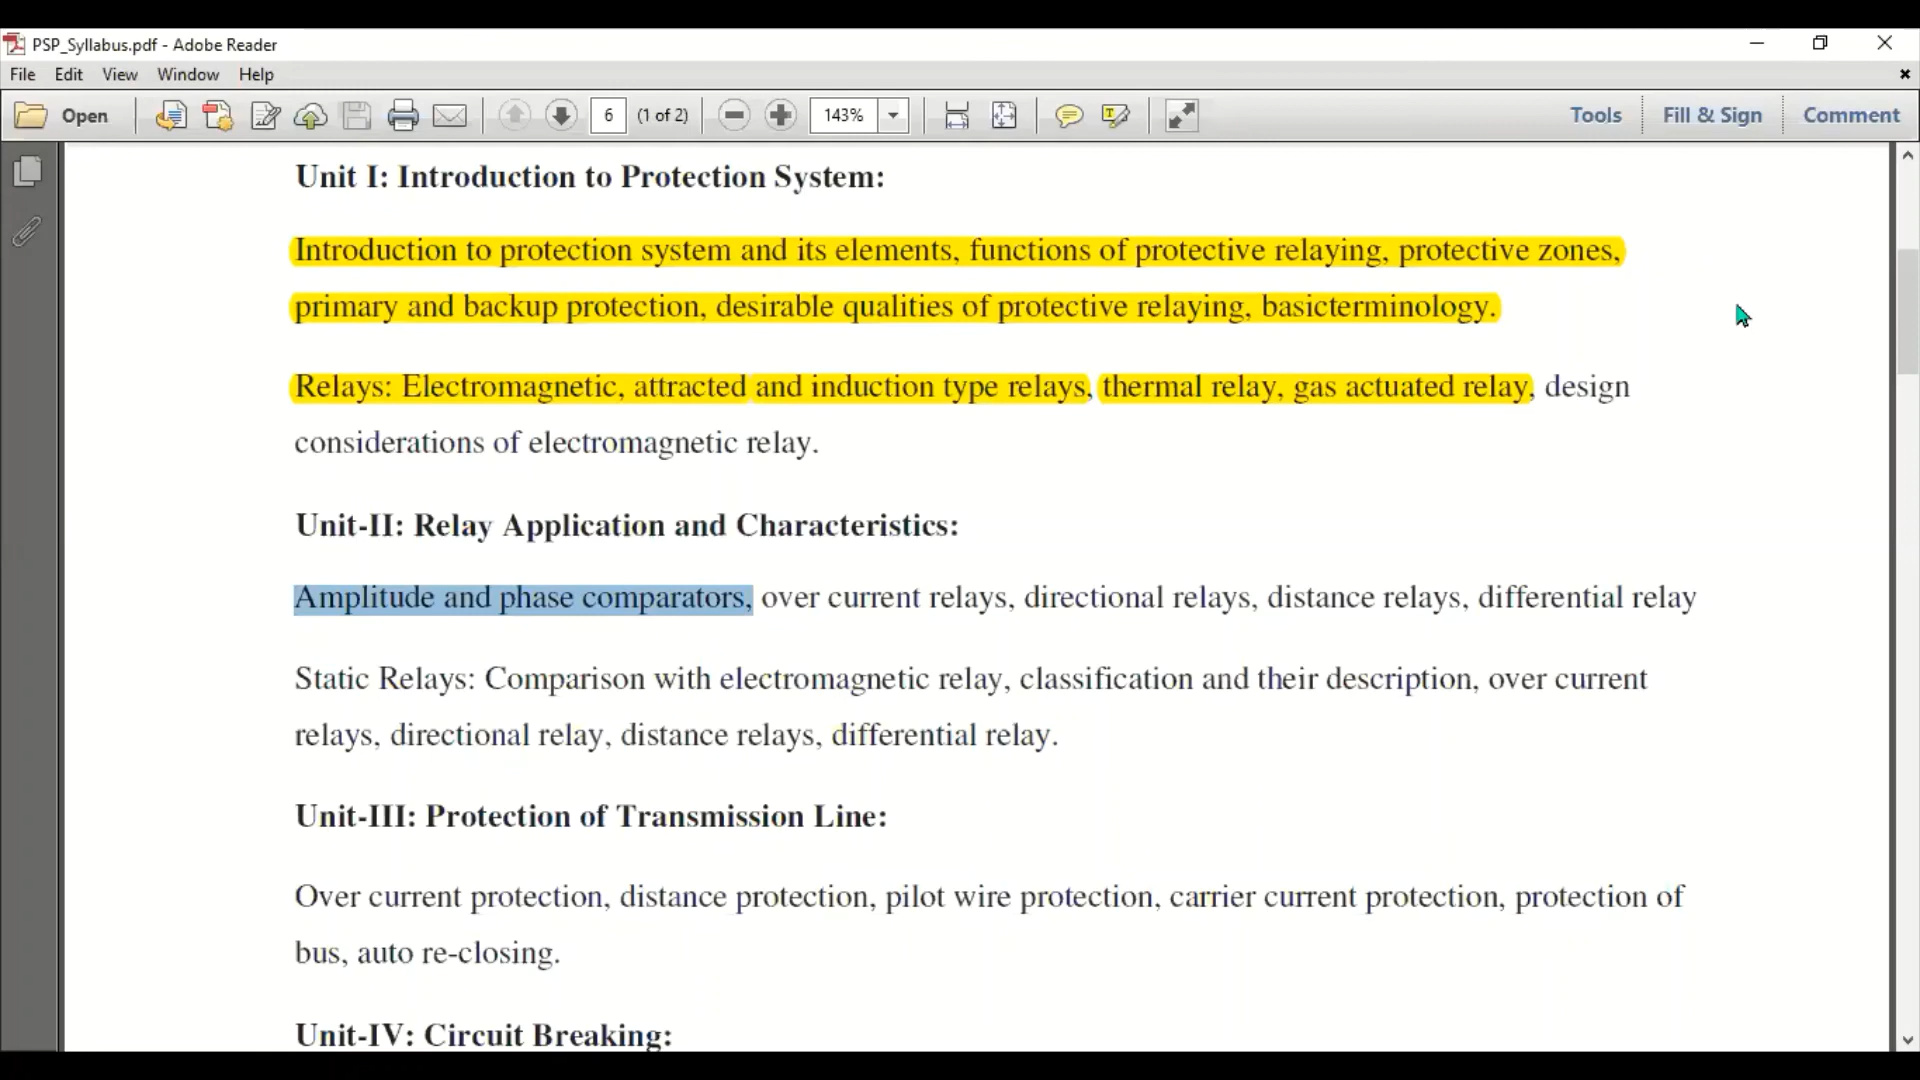 PSP_Syllabus.pdf - Adobe Reader
File Edit View Window Help
Open 6 (1 of 2) 143% Tools Fill & Sign Comment
Unit I: Introduction to Protection System:
Introduction to protection system and its elements, functions of protective relaying, protective zones,
primary and backup protection, desirable qualities of protective relaying, basicterminology.
Relays: Electromagnetic, attracted and induction type relays, thermal relay, gas actuated relay, design
considerations of electromagnetic relay.
Unit-II: Relay Application and Characteristics:
Amplitude and phase comparators, over current relays, directional relays, distance relays, differential relay
Static Relays: Comparison with electromagnetic relay, classification and their description, over current
relays, directional relay, distance relays, differential relay.
Unit-III: Protection of Transmission Line:
Over current protection, distance protection, pilot wire protection, carrier current protection, protection of
bus, auto re-closing.
Unit-IV: Circuit Breaking: